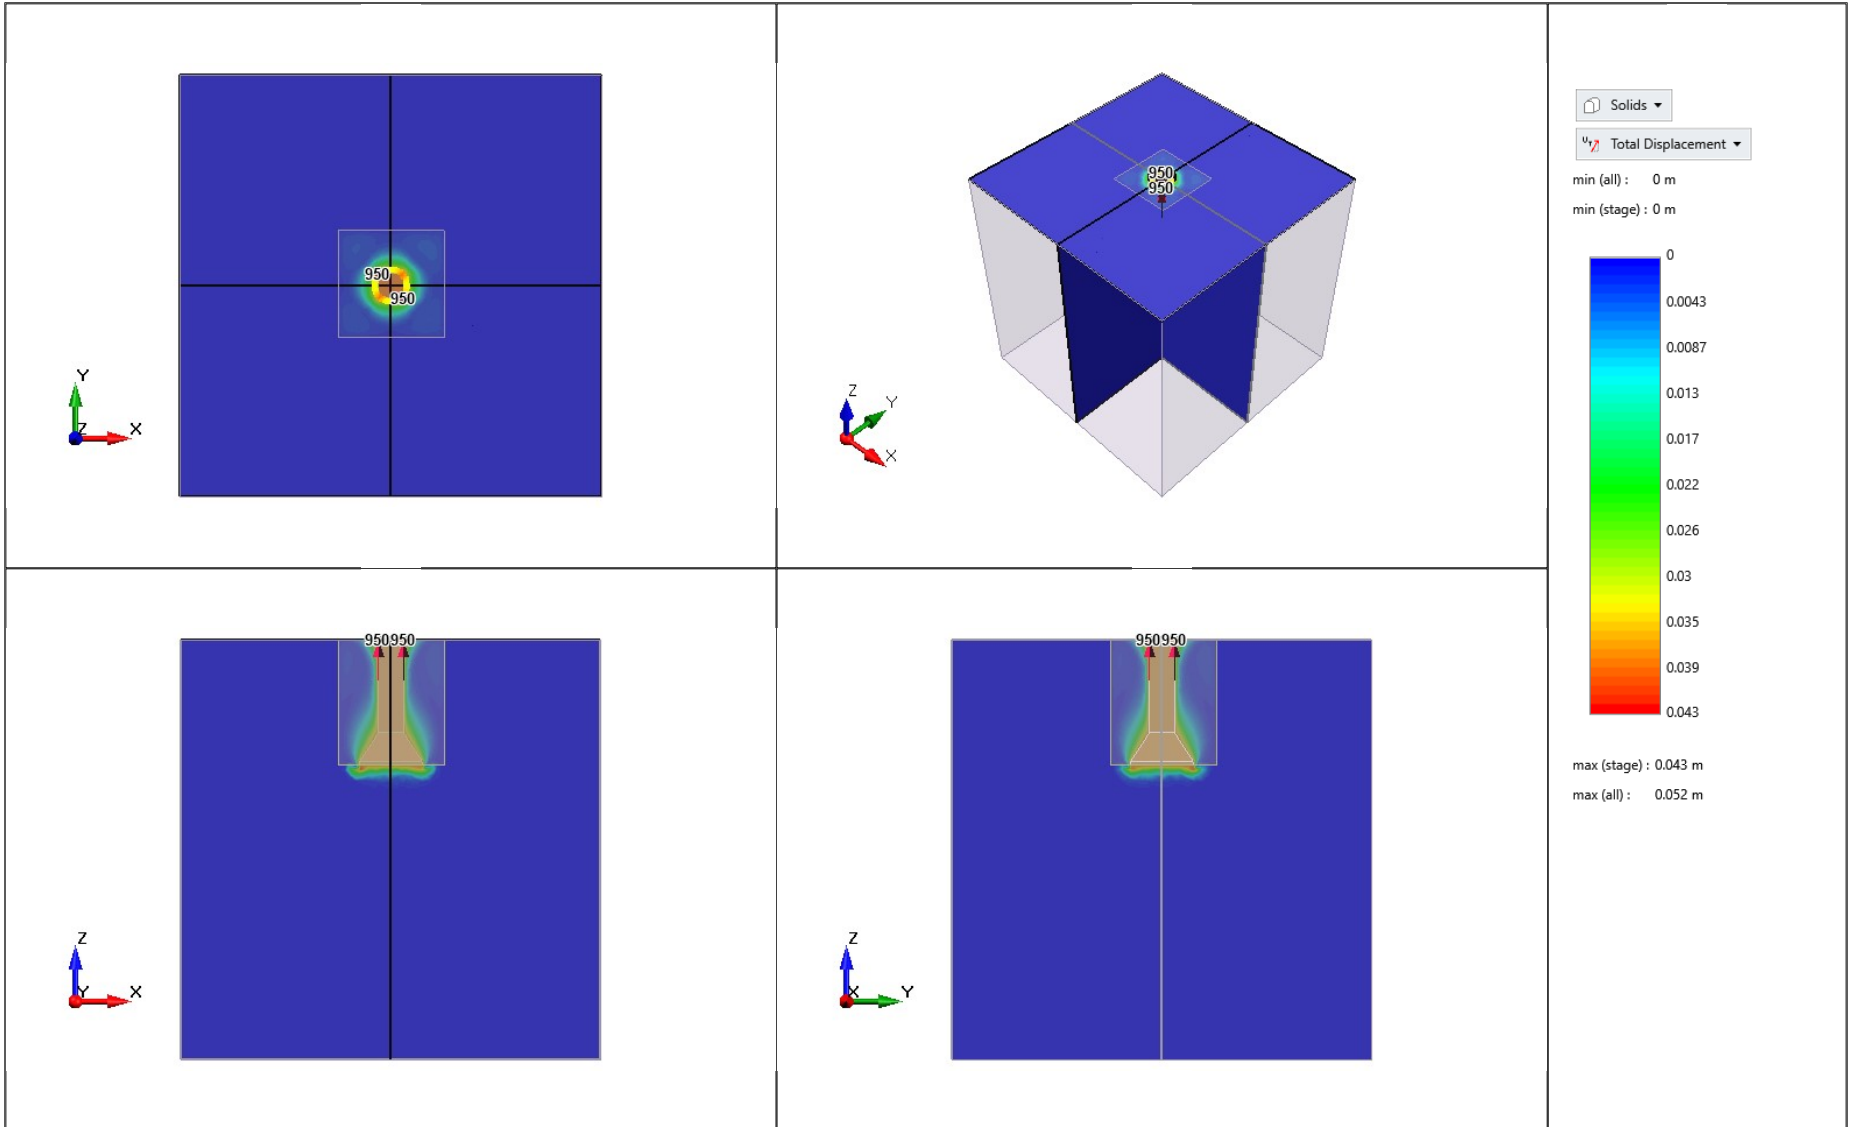 950
950
Y
Z
X
950
950
Z
Y
X
950950
Z
Y
X
950950
Z
X
Y
Solids
Total Displacement
min (all) : 0 m
min (stage) : 0 m
0
0.0043
0.0087
0.013
0.017
0.022
0.026
0.03
0.035
0.039
0.043
max (stage) : 0.043 m
max (all) : 0.052 m